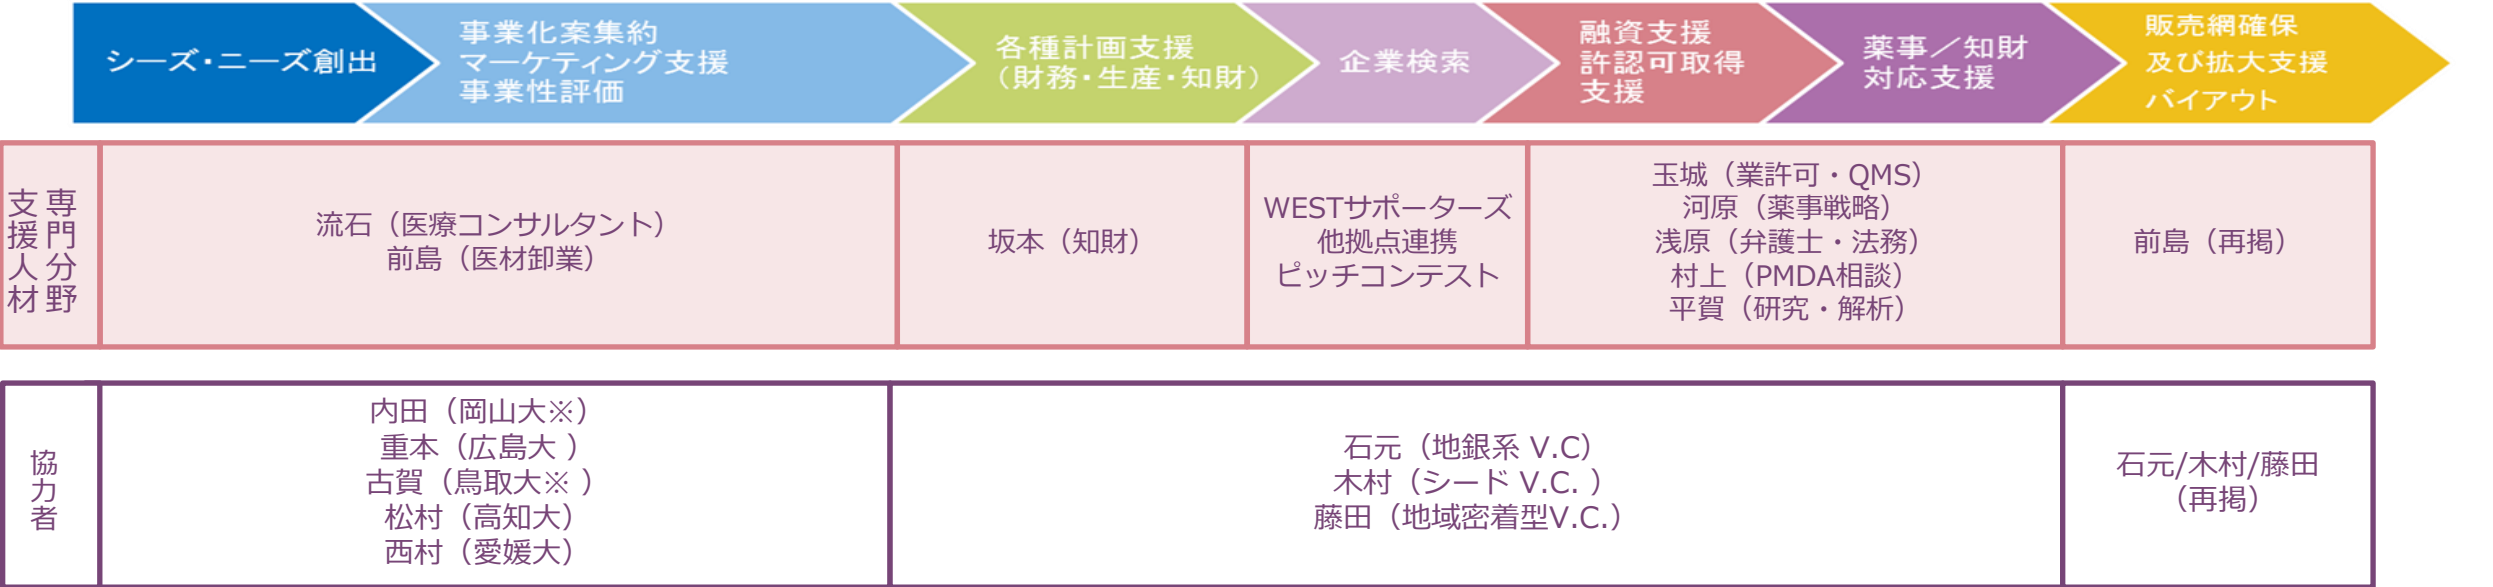 シーズ・ニーズ創出
事業化案集約
マーケティング支援
事業性評価
各種計画支援
（財務・生産・知財）
企業検索
融資支援
許認可取得
支援
薬事／知財
対応支援
販売網確保
及び拡大支援
バイアウト
専門分野
支援人材
流石（医療コンサルタント）
前島（医材卸業）
坂本（知財）
WESTサポーターズ
他拠点連携
ピッチコンテスト
玉城（業許可・QMS）
河原（薬事戦略）
浅原（弁護士・法務）
村上（PMDA相談）
平賀（研究・解析）
前島（再掲）
協力者
内田（岡山大※）
重本（広島大 ）
古賀（鳥取大※ ）
松村（高知大）
西村（愛媛大）
石元（地銀系 V.C）
木村（シード V.C. ）
藤田（地域密着型V.C.）
石元/木村/藤田
（再掲）